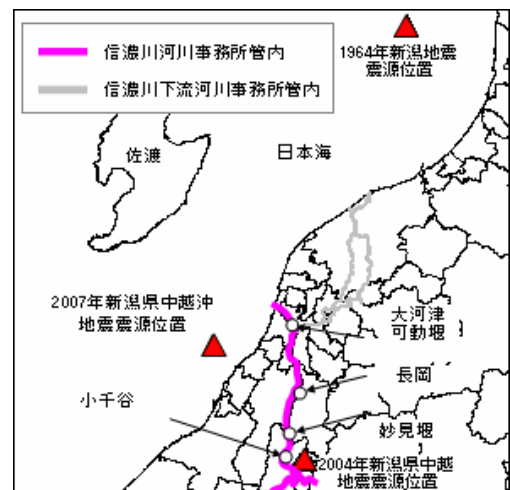 信濃川河川事務所管内
信濃川下流河川事務所管内
1964年新潟地震
震源位置
佐渡
日本海
2007年新潟県中越沖
地震震源位置
大河津
可動堰
長岡
小千谷
妙見堰
2004年新潟県中越
地震震源位置